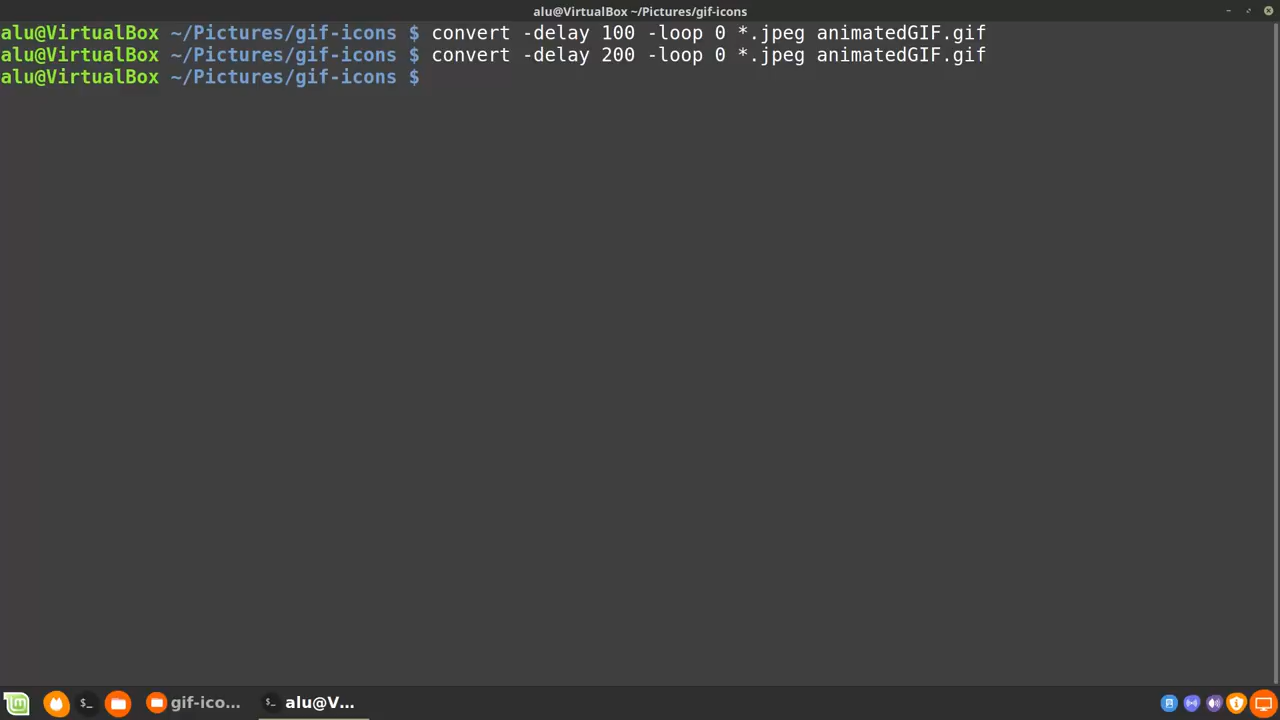 alu@VirtualBox ~/Pictures/gif-icons
alu@VirtualBox ~/Pictures/gif-icons $ convert -delay 100 -loop 0 *.jpeg animatedGIF.gif
alu@VirtualBox ~/Pictures/gif-icons $ convert -delay 200 -loop 0 *.jpeg animatedGIF.gif
alu@VirtualBox ~/Pictures/gif-icons $
$_ gif-ico... $_ alu@V...